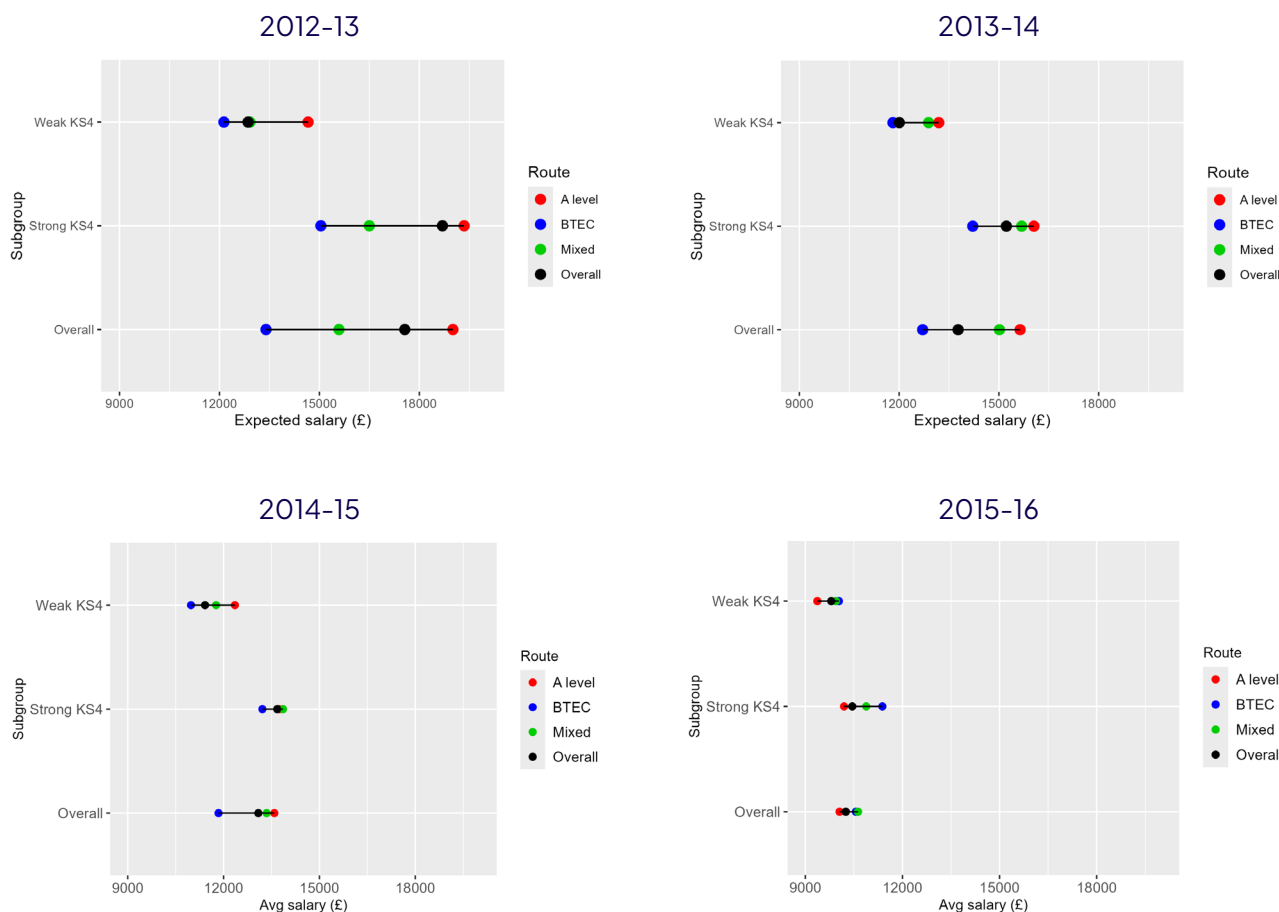 2012-13
Weak KS4
Strong KS4
Overall
Subgroup
9000 12000 15000 18000
Expected salary (£)
Route
A level
BTEC
Mixed
Overall
2013-14
Weak KS4
Strong KS4
Overall
Subgroup
9000 12000 15000 18000
Expected salary (£)
Route
A level
BTEC
Mixed
Overall
2014-15
Weak KS4
Strong KS4
Overall
Subgroup
9000 12000 15000 18000
Avg salary (£)
Route
A level
BTEC
Mixed
Overall
2015-16
Weak KS4
Strong KS4
Overall
Subgroup
9000 12000 15000 18000
Avg salary (£)
Route
A level
BTEC
Mixed
Overal